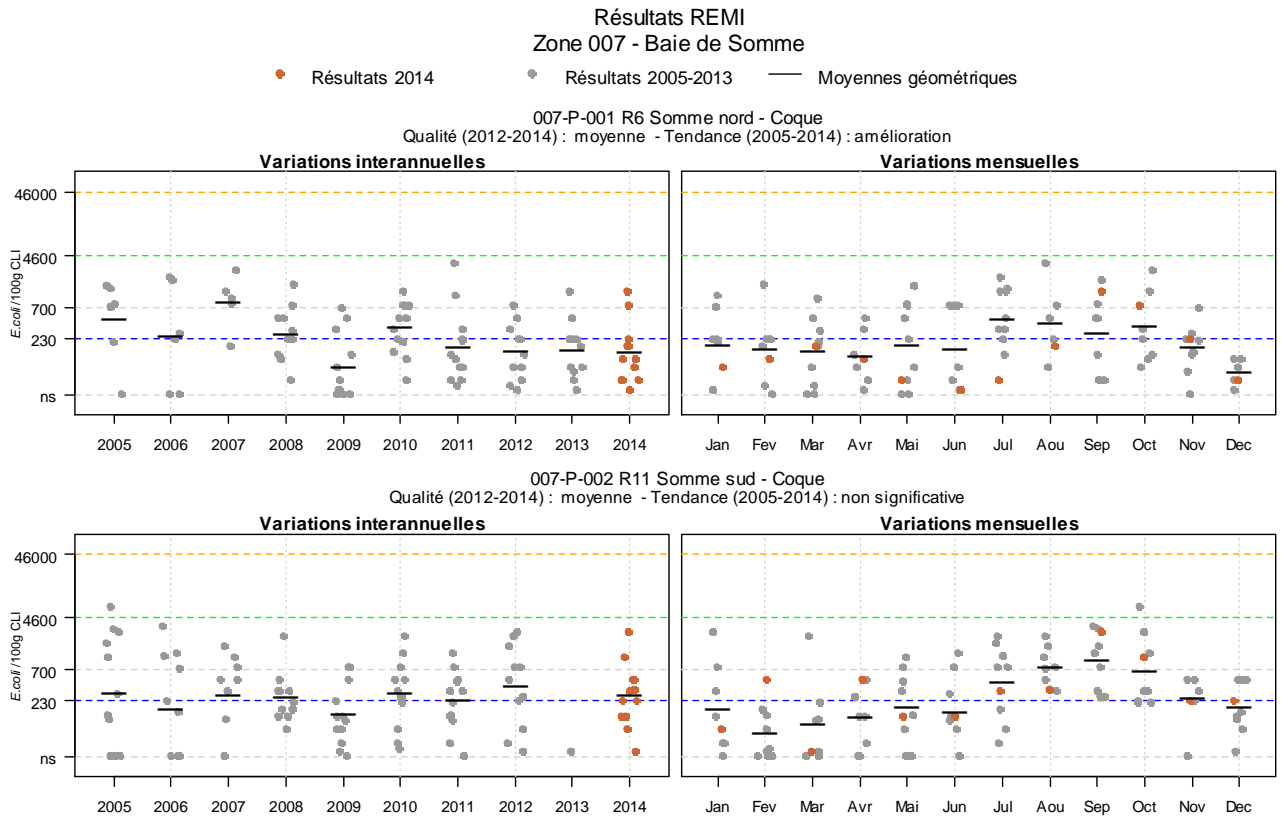 Résultats REMI
Zone 007 - Baie de Somme
Résultats 2014 Résultats 2005-2013 Moyennes géométriques
007-P-001 R6 Somme nord - Coque
Qualité (2012-2014) : moyenne - Tendance (2005-2014) : amélioration
Variations interannuelles Variations mensuelles
E.coli/100g CLI
46000
4600
700
230
ns
2005 2006 2007 2008 2009 2010 2011 2012 2013 2014
Jan Fev Mar Avr Mai Jun Jul Aou Sep Oct Nov Dec
007-P-002 R11 Somme sud - Coque
Qualité (2012-2014) : moyenne - Tendance (2005-2014) : non significative
Variations interannuelles Variations mensuelles
E.coli/100g CLI
46000
4600
700
230
ns
2005 2006 2007 2008 2009 2010 2011 2012 2013 2014
Jan Fev Mar Avr Mai Jun Jul Aou Sep Oct Nov Dec